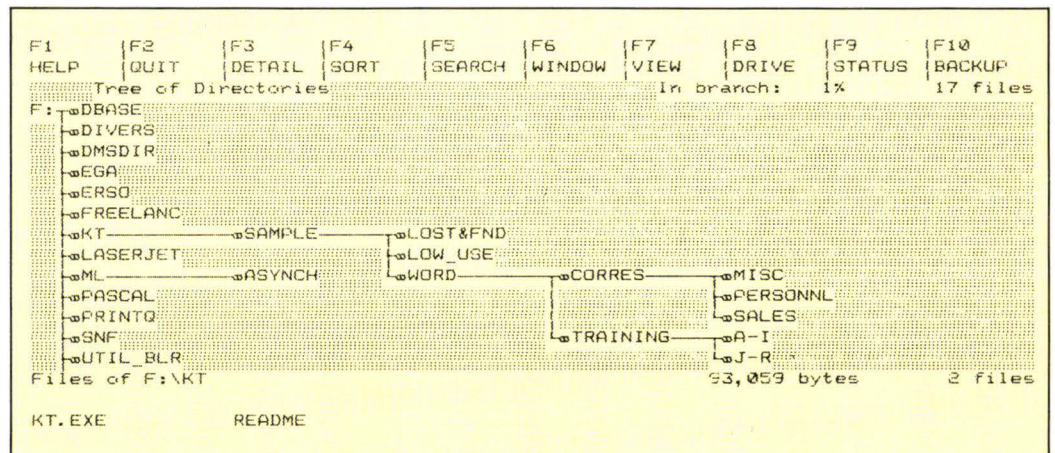 F1 F2 F3 F4 F5 F6 F7 F8 F9 F10
HELP QUIT DETAIL SORT SEARCH WINDOW VIEW DRIVE STATUS BACKUP
Tree of Directories In branch: 1% 17 files
F: DBASE
DIVERS
DMSDIR
EGA
ERSO
FREELANC
KT SAMPLE LOST&FND
LASERJET LOW_USE
ML ASYNCH WORD CORRES MISC
PASCAL PERSONNL
PRINTQ SALES
SNF TRAINING A-I
UTIL_BLR J-R
Files of F:\KT 93,059 bytes 2 files
KT.EXE README